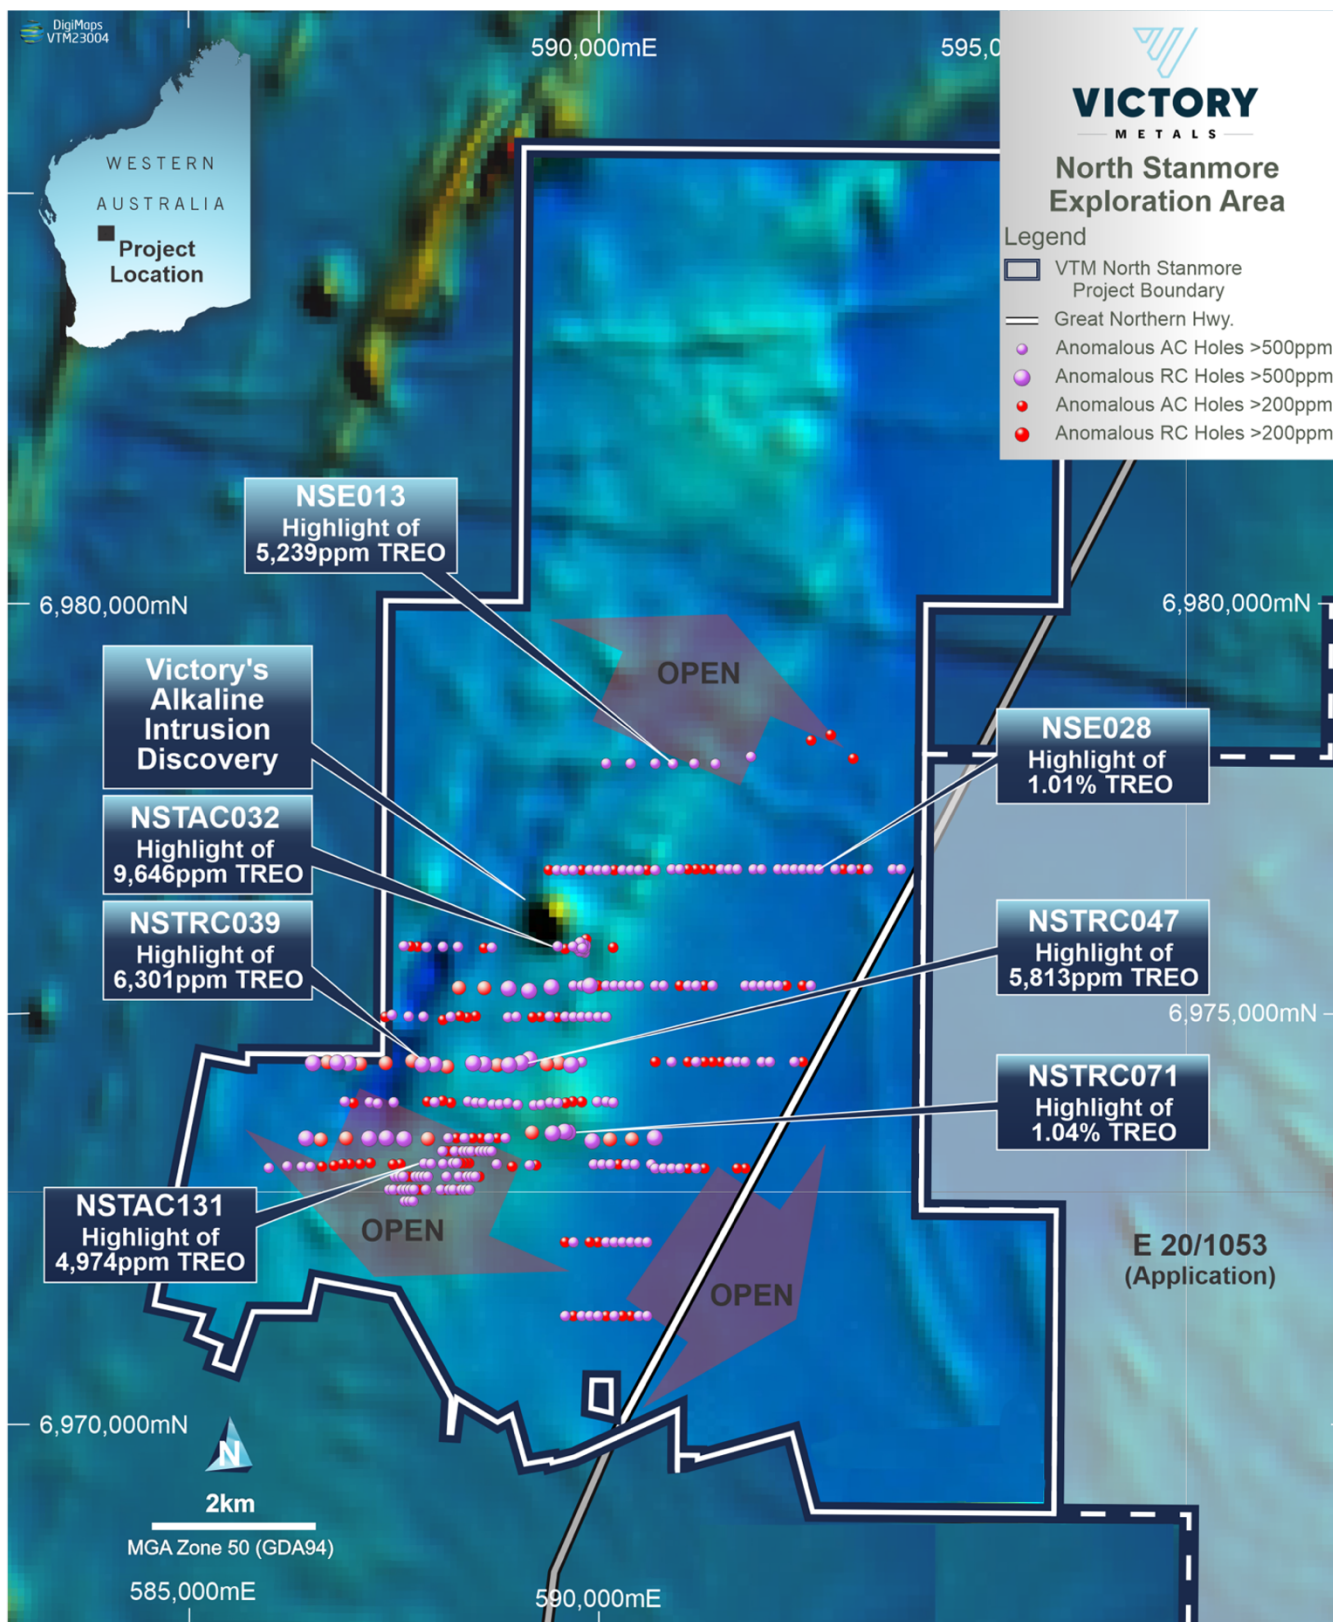 DigiMaps
VTM23004
590,000mE
595,0
VICTORY
METALS
North Stanmore
Exploration Area
Legend
VTM North Stanmore
Project Boundary
Great Northern Hwy.
Anomalous AC Holes >500ppm
Anomalous RC Holes >500ppm
Anomalous AC Holes >200ppm
Anomalous RC Holes >200ppm
WESTERN
AUSTRALIA
Project
Location
NSE013
Highlight of
5,239ppm TREO
6,980,000mN
6,980,000mN
OPEN
Victory's
Alkaline
Intrusion
Discovery
NSE028
Highlight of
1.01% TREO
NSTAC032
Highlight of
9,646ppm TREO
NSTRC039
Highlight of
6,301ppm TREO
NSTRC047
Highlight of
5,813ppm TREO
6,975,000mN
NSTRC071
Highlight of
1.04% TREO
NSTAC131
Highlight of
4,974ppm TREO
OPEN
OPEN
E 20/1053
(Application)
6,970,000mN
N
2km
MGA Zone 50 (GDA94)
585,000mE
590,000mE